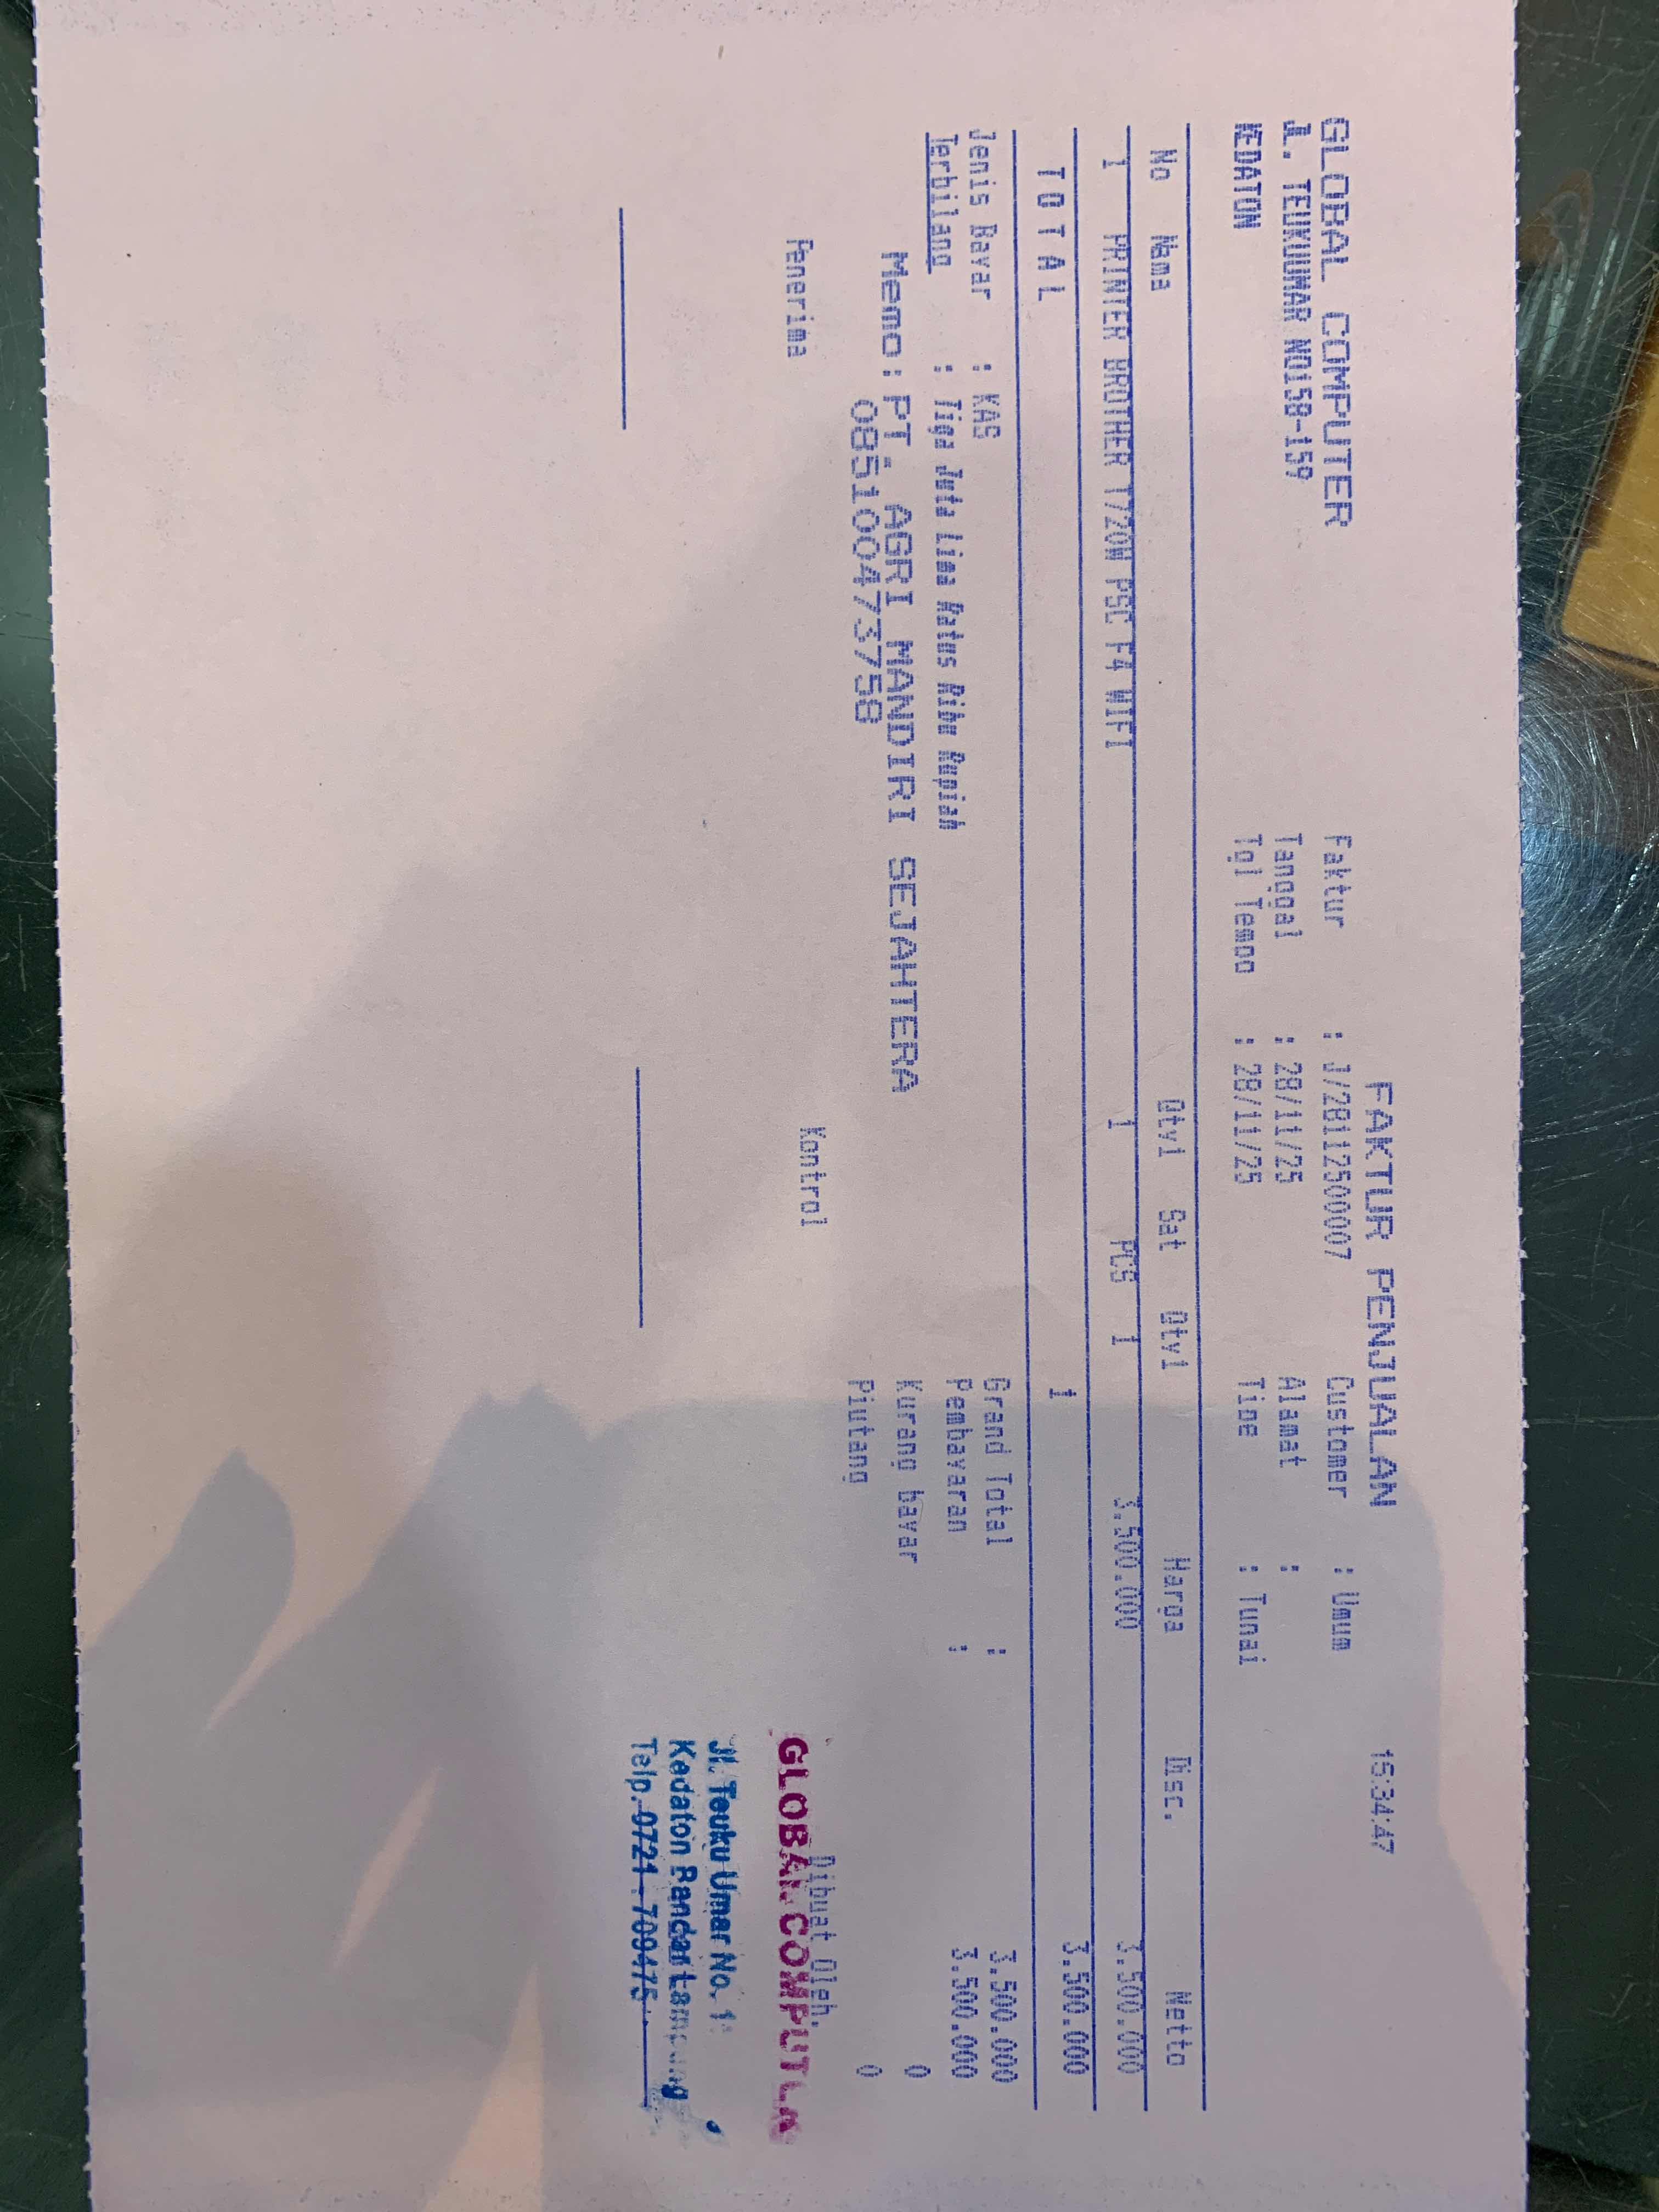 FAKTUR PENJUALAN 15:34:47
GLOBAL COMPUTER Faktur : J/2811250007 Customer : Umum
JL. TEUKUUMAR NO158-159 Tanggal : 28/11/25 Alamat :
KEDATON Tgl Tempo : 28/11/25 Tipe : Tunai
No Nama Qty1 Sat Qty1 Harga Disc. Netto
1 PRINTER BROTHER T720W PSC F4 WIFI 1 PCS 1 3.500.000 3.500.000
T O T A L 1 3.500.000
Jenis Bayar : KAS Grand Total : 3.500.000
Terbilang : Tiga Juta Lima Ratus Ribu Rupiah Pembayaran : 3.500.000
Memo : PT. AGRI MANDIRI SEJAHTERA Kurang bayar 0
085100473758 Piutang 0
Penerima Kontrol Dibuat Oleh,
GLOBAL COMPUTER
Jl. Teuku Umar No.
Kedaton Bandar Lampung
Telp. 0721 - 709475